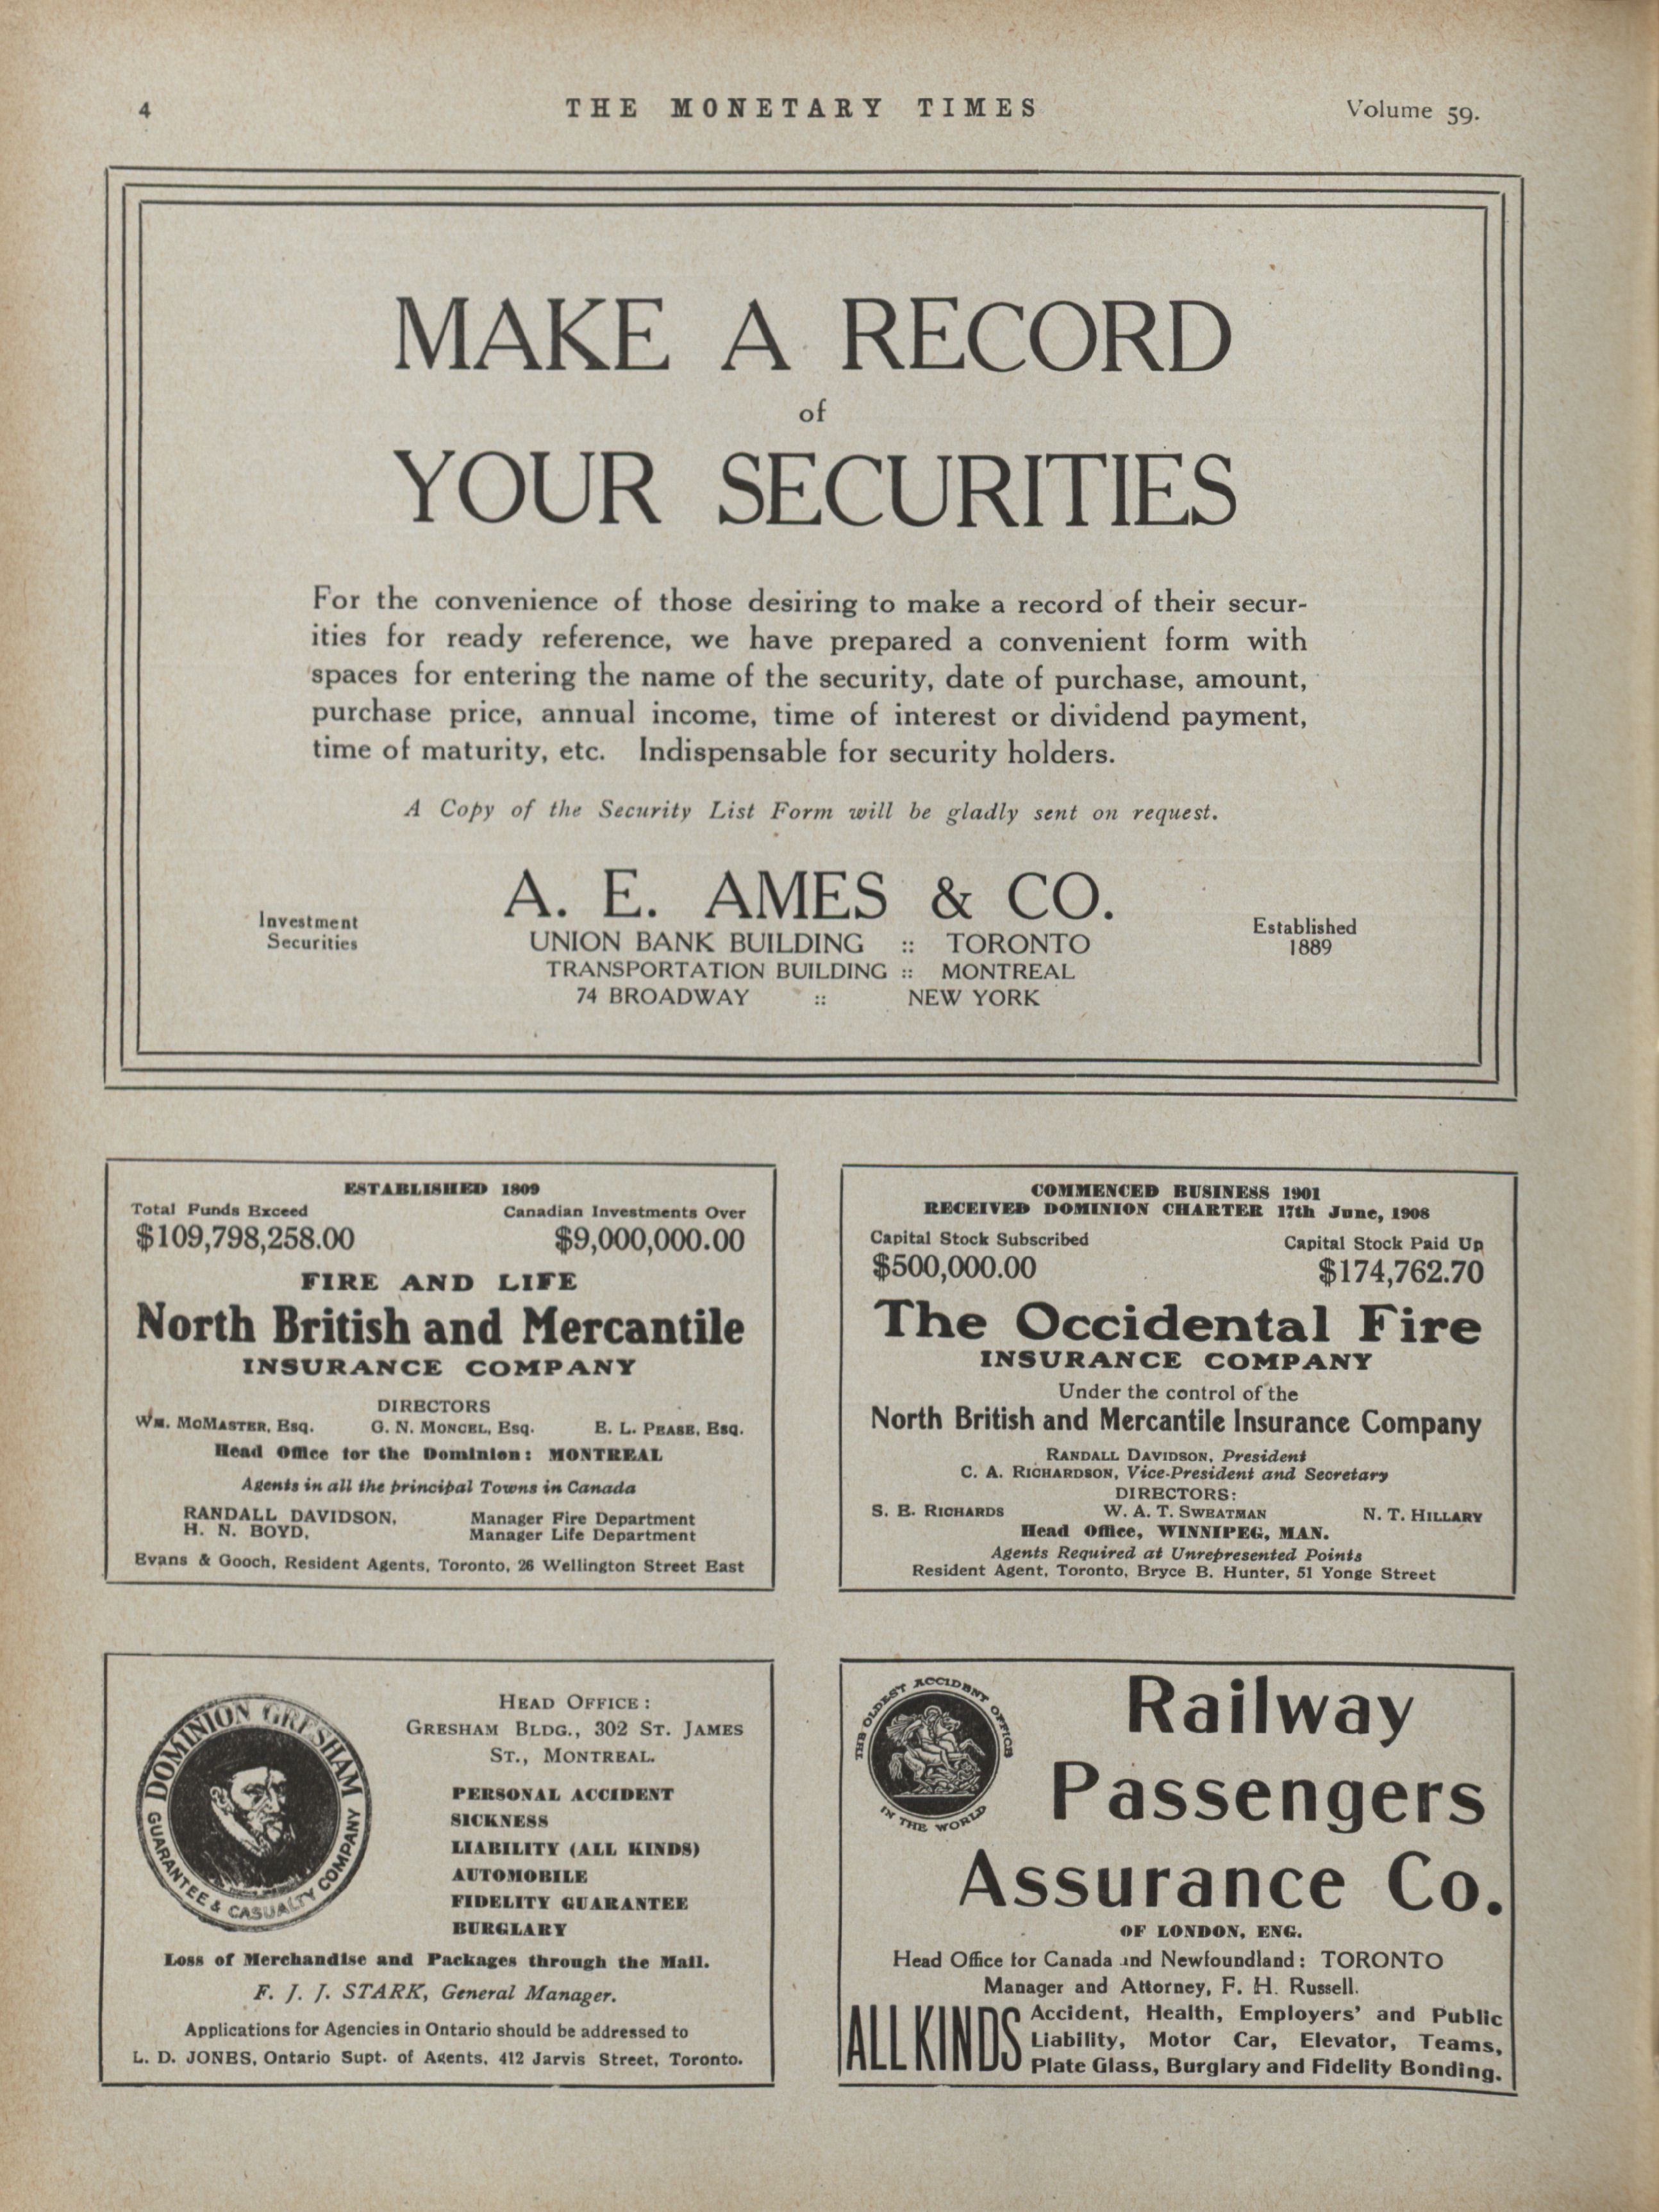 4
THE MONETARY TIMES
Volume 59.
MAKE A RECORD
of
YOUR SECURITIES
For the convenience of those desiring to make a record of their secur-
ities for ready reference, we have prepared a convenient form with
spaces for entering the name of the security, date of purchase, amount,
purchase price, annual income, time of interest or dividend payment,
time of maturity, etc. Indispensable for security holders.
A Copy of the Security List Form will be gladly sent on request.
Investment
Securities
A. E. AMES & CO.
UNION BANK BUILDING :: TORONTO
TRANSPORTATION BUILDING :: MONTREAL
74 BROADWAY :: NEW YORK
Established
1889
ESTABLISHED 1809
Total Funds Exceed
Canadian Investments Over
$109,798,258.00
$9,000,000.00
FIRE AND LIFE
North British and Mercantile
INSURANCE COMPANY
DIRECTORS
WM. MCMASTER, ESQ. G. N. MONCEL, ESQ. E. L. PEASE, ESQ.
Head Office for the Dominion: MONTREAL
Agents in all the principal Towns in Canada
RANDALL DAVIDSON, Manager Fire Department
H. N. BOYD, Manager Life Department
Evans & Gooch, Resident Agents, Toronto, 26 Wellington Street East
COMMENCED BUSINESS 1901
RECEIVED DOMINION CHARTER 17th June, 1908
Capital Stock Subscribed
Capital Stock Paid Up
$500,000.00
$174,762.70
The Occidental Fire
INSURANCE COMPANY
Under the control of the
North British and Mercantile Insurance Company
RANDALL DAVIDSON, President
C. A. RICHARDSON, Vice-President and Secretary
DIRECTORS:
S. E. RICHARDS W. A. T. SWEATMAN N. T. HILLARY
Head Office, WINNIPEG, MAN.
Agents Required at Unrepresented Points
Resident Agent, Toronto, Bryce B. Hunter, 51 Yonge Street
DOMINION GRESHAM
GUARANTEE & CASUALTY COMPANY
HEAD OFFICE:
GRESHAM BLDG., 302 ST. JAMES
ST., MONTREAL.
PERSONAL ACCIDENT
SICKNESS
LIABILITY (ALL KINDS)
AUTOMOBILE
FIDELITY GUARANTEE
BURGLARY
Loss of Merchandise and Packages through the Mail.
F. J. J. STARK, General Manager.
Applications for Agencies in Ontario should be addressed to
L. D. JONES, Ontario Supt. of Agents, 412 Jarvis Street, Toronto.
THE OLDEST ACCIDENT OFFICE
IN THE WORLD
Railway
Passengers
Assurance Co.
OF LONDON, ENG.
Head Office for Canada and Newfoundland: TORONTO
Manager and Attorney, F. H. Russell.
ALL KINDS
Accident, Health, Employers' and Public
Liability, Motor Car, Elevator, Teams,
Plate Glass, Burglary and Fidelity Bonding.